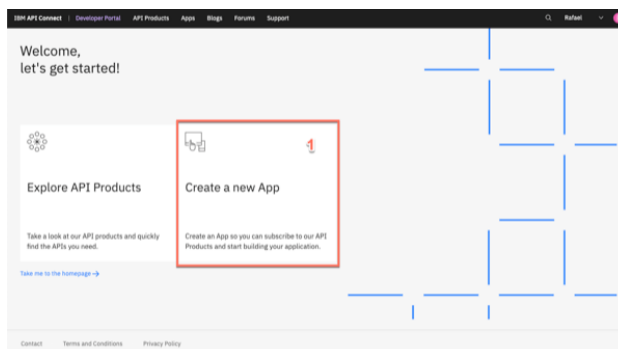 IBM API Connect | Developer Portal API Products Apps Blogs Forums Support Rafael
Welcome,
let's get started!
1
Explore API Products
Create a new App
Take a look at our API products and quickly
find the APIs you need.
Create an App so you can subscribe to our API
Products and start building your application.
Take me to the homepage
Contact Terms and Conditions Privacy Policy